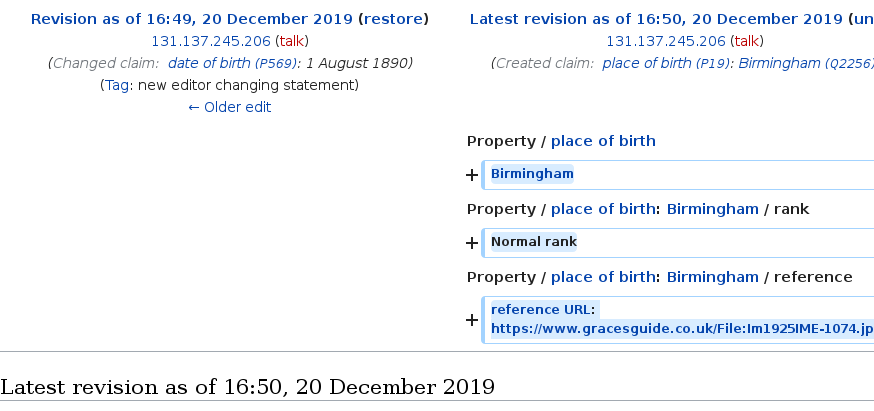 Revision as of 16:49, 20 December 2019 (restore)
131.137.245.206 (talk)
(Changed claim: date of birth (P569): 1 August 1890)
(Tag: new editor changing statement)
← Older edit
Latest revision as of 16:50, 20 December 2019 (un
131.137.245.206 (talk)
(Created claim: place of birth (P19): Birmingham (Q2256)
Property / place of birth
+ Birmingham
Property / place of birth: Birmingham / rank
+ Normal rank
Property / place of birth: Birmingham / reference
+ reference URL:
https://www.gracesguide.co.uk/File:Im1925IME-1074.jp
Latest revision as of 16:50, 20 December 2019